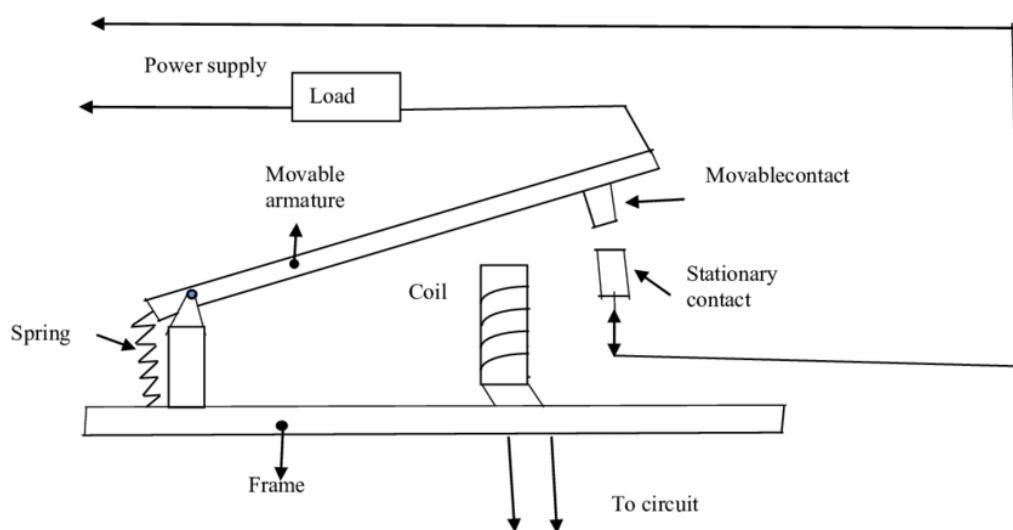 Power supply
Load
Movable
armature
Movablecontact
Coil
Stationary
contact
Spring
Frame
To circuit